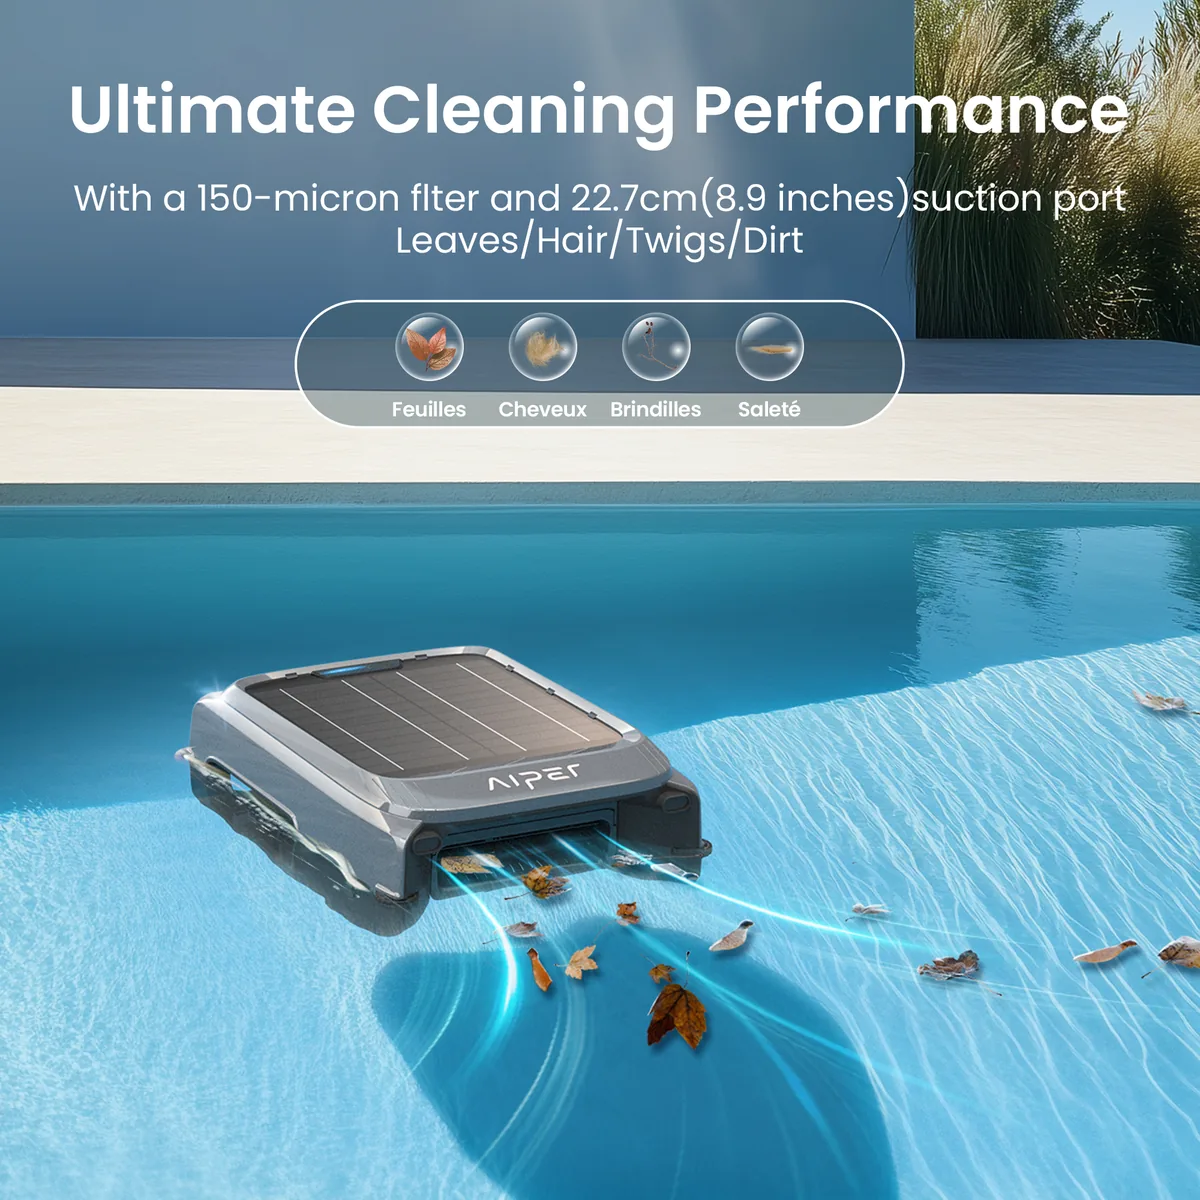 Ultimate Cleaning Performance
With a 150-micron flter and 22.7cm(8.9 inches)suction port
Leaves/Hair/Twigs/Dirt
Feuilles Cheveux Brindilles Saleté
AIPER